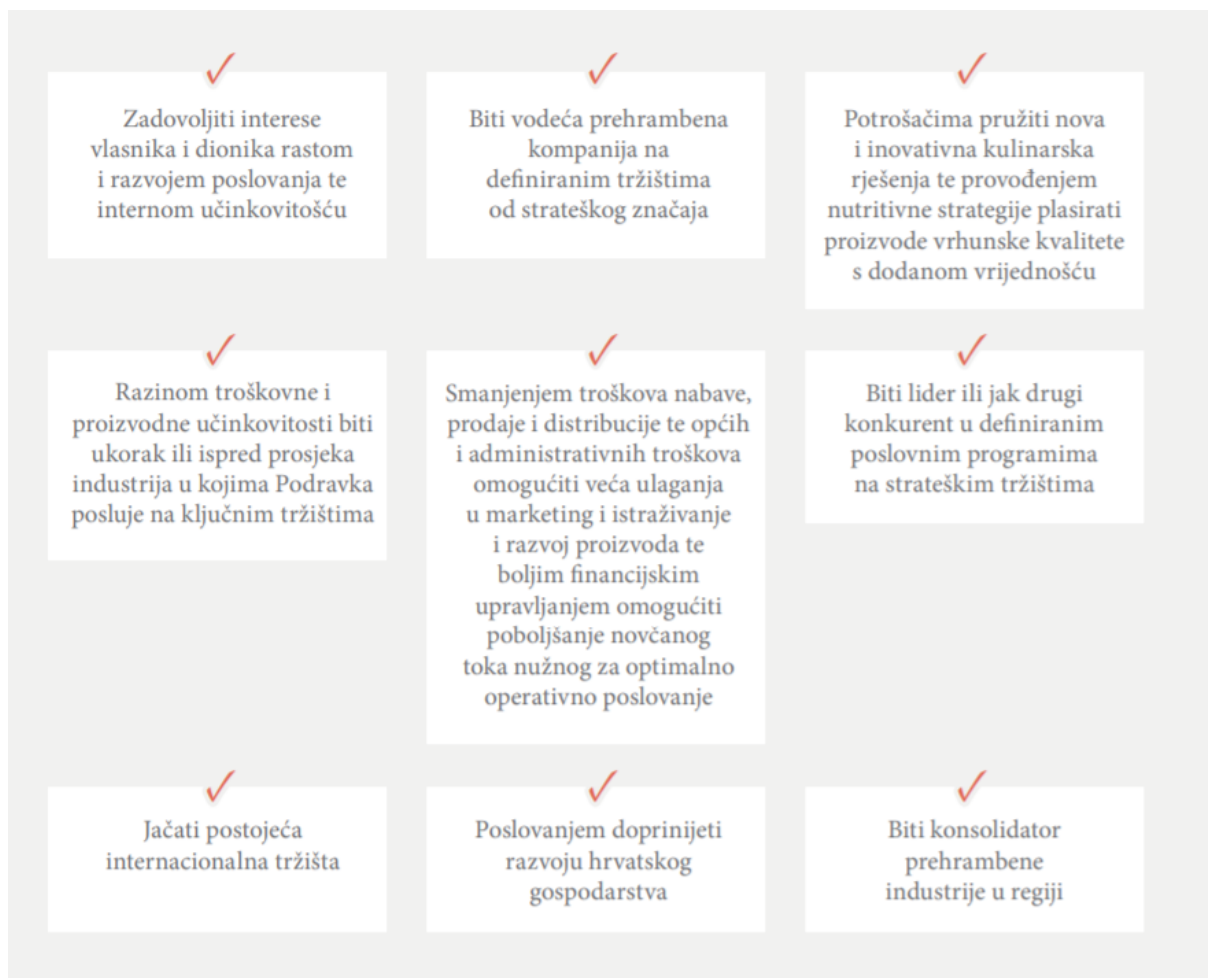 Zadovoljiti interese
vlasnika i dionika rastom
i razvojem poslovanja te
internom učinkovitošću
Biti vodeća prehrambena
kompanija na
definiranim tržištima
od strateškog značaja
Potrošačima pružiti nova
i inovativna kulinarska
rješenja te provođenjem
nutritivne strategije plasirati
proizvode vrhunske kvalitete
s dodanom vrijednošću
Razinom troškovne i
proizvodne učinkovitosti biti
ukorak ili ispred prosjeka
industrija u kojima Podravka
posluje na ključnim tržištima
Smanjenjem troškova nabave,
prodaje i distribucije te općih
i administrativnih troškova
omogućiti veća ulaganja
u marketing i istraživanje
i razvoj proizvoda te
boljim financijskim
upravljanjem omogućiti
poboljšanje novčanog
toka nužnog za optimalno
operativno poslovanje
Biti lider ili jak drugi
konkurent u definiranim
poslovnim programima
na strateškim tržištima
Jačati postojeća
internacionalna tržišta
Poslovanjem doprinijeti
razvoju hrvatskog
gospodarstva
Biti konsolidator
prehrambene
industrije u regiji